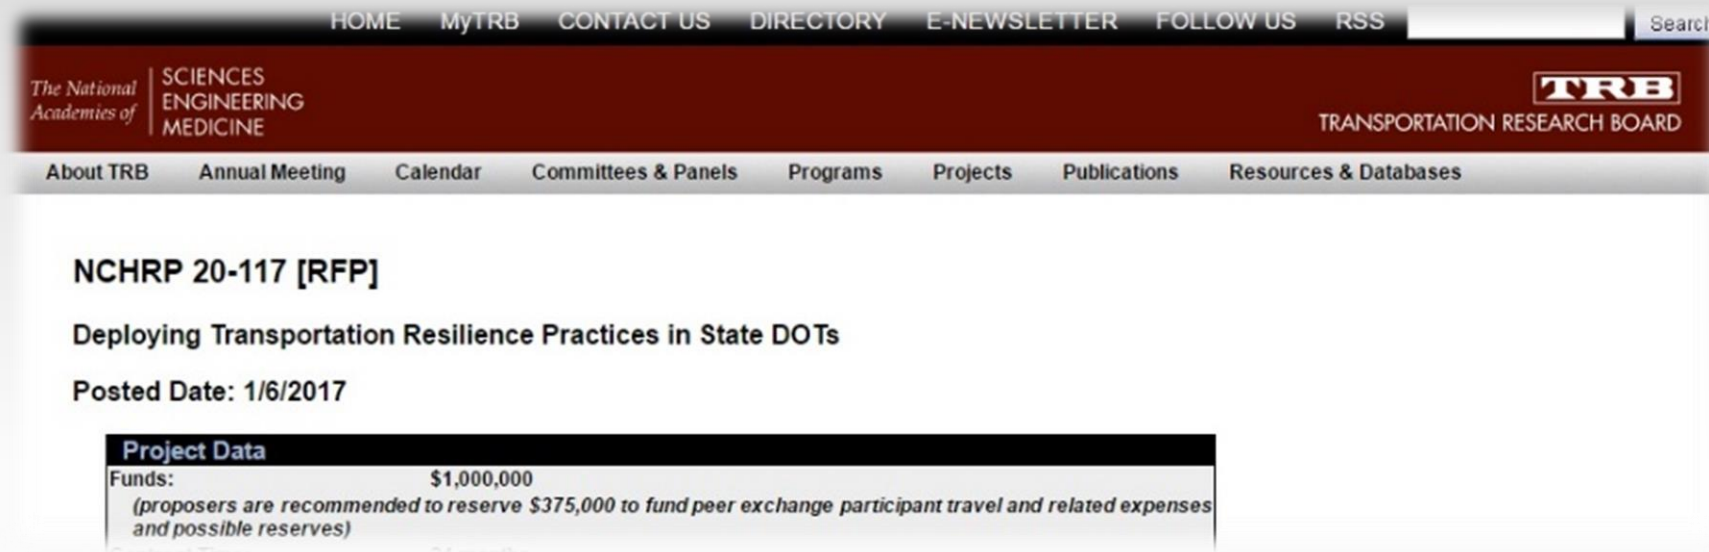 HOME MyTRB CONTACT US DIRECTORY E-NEWSLETTER FOLLOW US RSS Search
The National Academies of
SCIENCES
ENGINEERING
MEDICINE
TRB
TRANSPORTATION RESEARCH BOARD
About TRB Annual Meeting Calendar Committees & Panels Programs Projects Publications Resources & Databases
NCHRP 20-117 [RFP]
Deploying Transportation Resilience Practices in State DOTs
Posted Date: 1/6/2017
Project Data
Funds: $1,000,000
(proposers are recommended to reserve $375,000 to fund peer exchange participant travel and related expenses
and possible reserves)